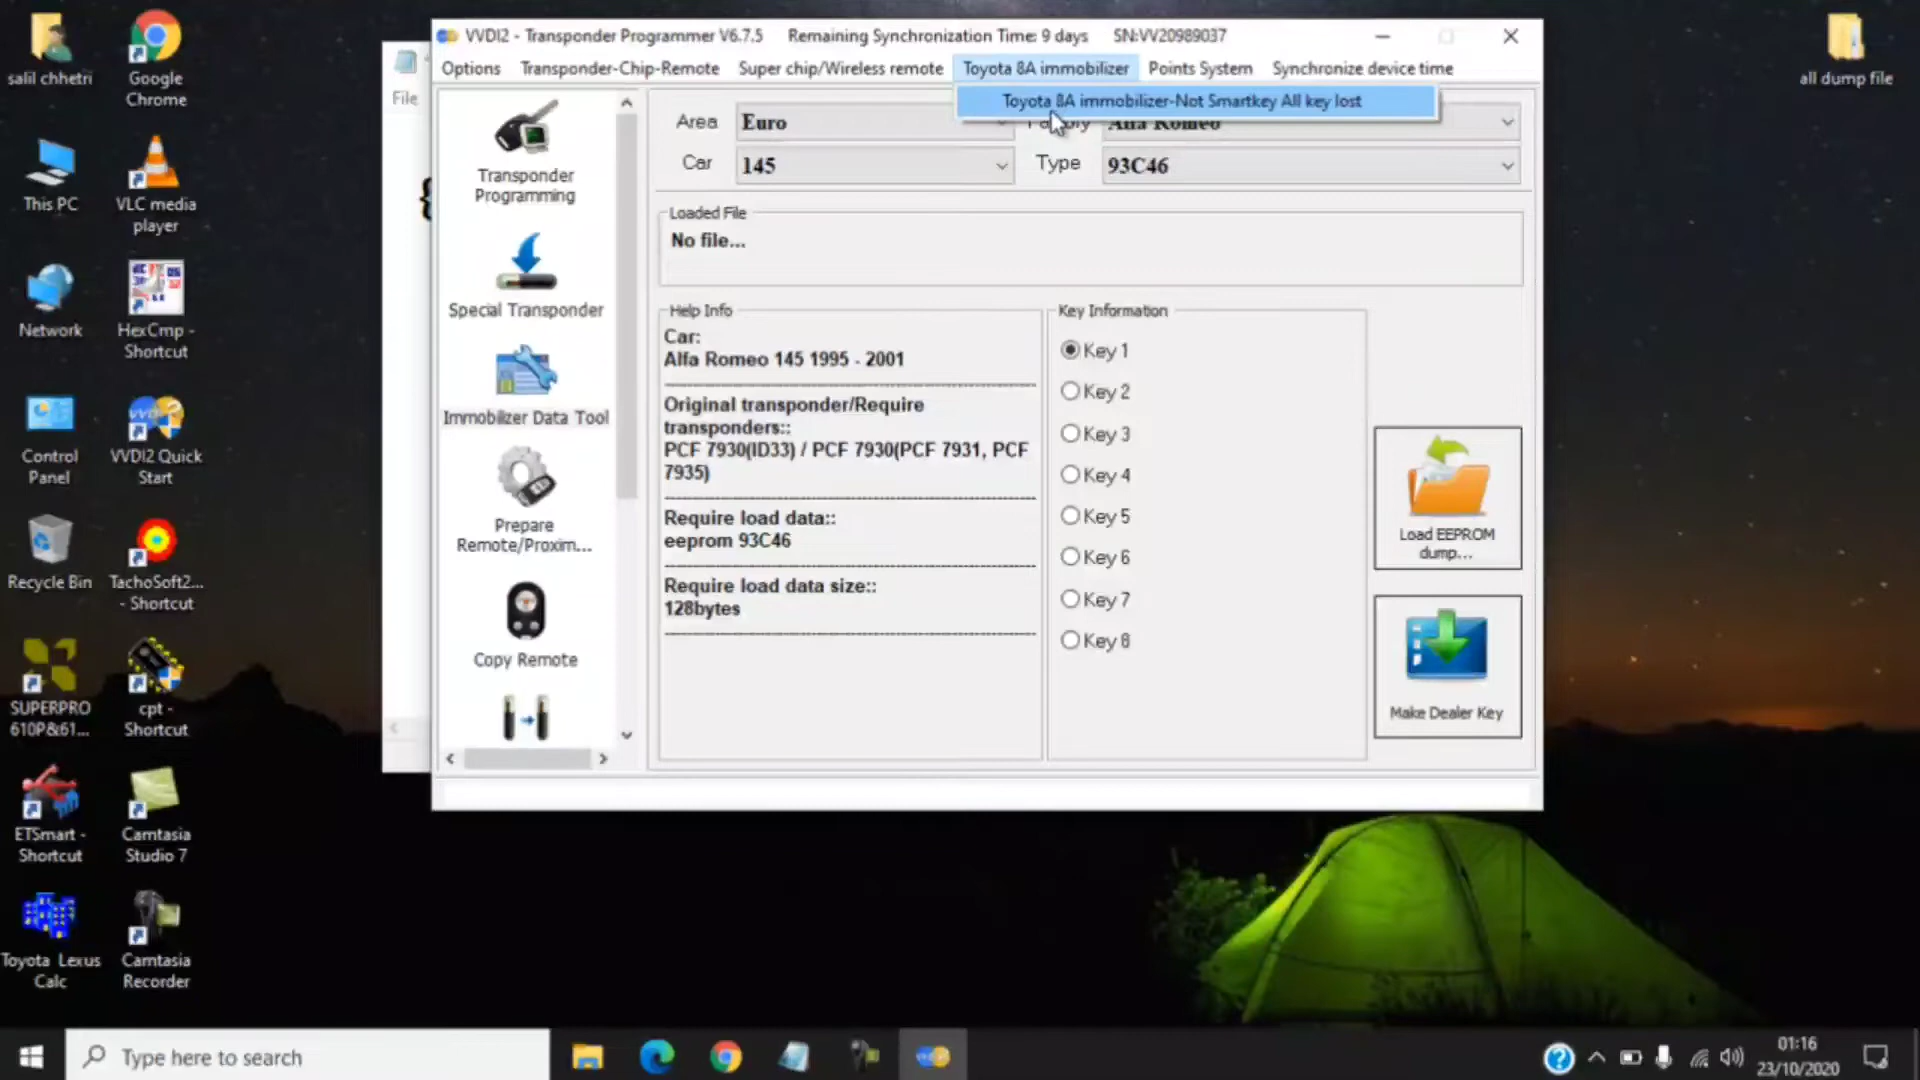 salil chhetri
Google
Chrome
This PC
VLC media
player
Network
HexCmp -
Shortcut
Control
Panel
VVDI2 Quick
Start
Recycle Bin
TachoSoft2...
- Shortcut
SUPERPRO
610P&61...
cpt -
Shortcut
ETSmart -
Shortcut
Camtasia
Studio 7
Toyota Lexus
Calc
Camtasia
Recorder
all dump file
File
VVDI2 - Transponder Programmer V6.7.5 Remaining Synchronization Time: 9 days SN:VV20989037
Options Transponder-Chip-Remote Super chip/Wireless remote Toyota 8A immobilizer Points System Synchronize device time
Toyota 8A immobilizer-Not Smartkey All key lost
Transponder
Programming
Special Transponder
Immobilizer Data Tool
Prepare
Remote/Proxim...
Copy Remote
Area Euro Alfa Romeo
Car 145 Type 93C46
Loaded File
No file...
Help Info
Car:
Alfa Romeo 145 1995 - 2001
Original transponder/Require
transponders::
PCF 7930(ID33) / PCF 7930(PCF 7931, PCF
7935)
Require load data::
eeprom 93C46
Require load data size::
128bytes
Key Information
Key 1
Key 2
Key 3
Key 4
Key 5
Key 6
Key 7
Key 8
Load EEPROM
dump...
Make Dealer Key
Type here to search
01:16
23/10/2020